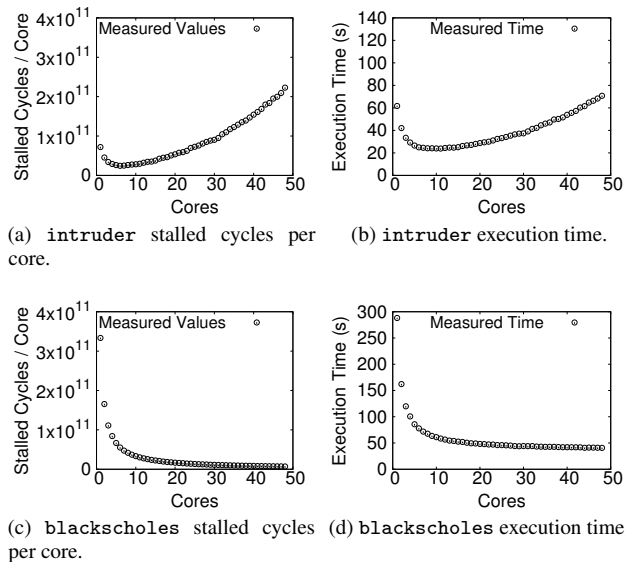 4x10^11
3x10^11
2x10^11
1x10^11
0
Stalled Cycles / Core
Measured Values
0 10 20 30 40 50
Cores
140
120
100
80
60
40
20
0
Execution Time (s)
Measured Time
0 10 20 30 40 50
Cores
(a) intruder stalled cycles per
core.
(b) intruder execution time.
4x10^11
3x10^11
2x10^11
1x10^11
0
Stalled Cycles / Core
Measured Values
0 10 20 30 40 50
Cores
300
250
200
150
100
50
0
Execution Time (s)
Measured Time
0 10 20 30 40 50
Cores
(c) blackscholes stalled cycles
per core.
(d) blackscholes execution time